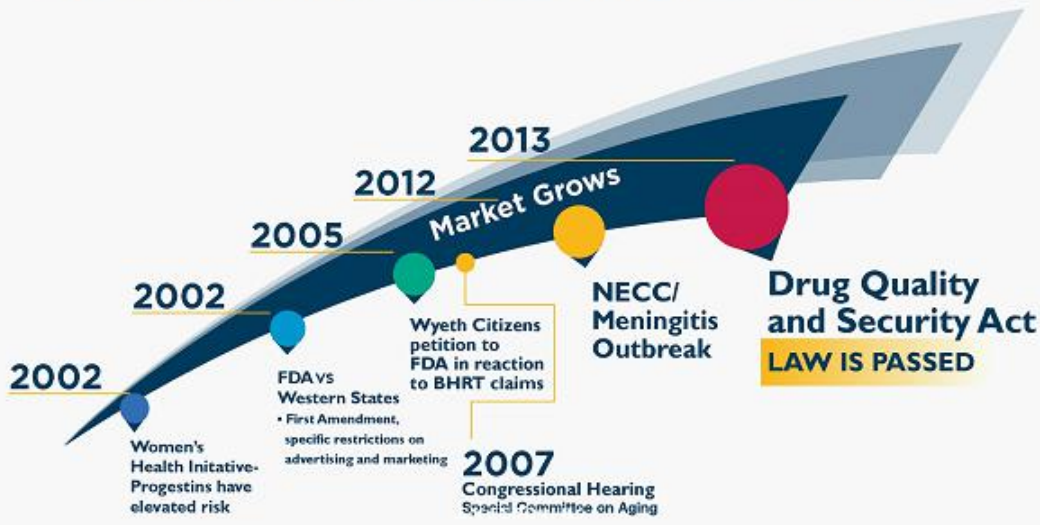 2002
Women's
Health Initative-
Progestins have
elevated risk
2002
FDA VS
Western States
• First Amendment,
specific restrictions on
advertising and marketing
2005
Wyeth Citizens
petition to
FDA in reaction
to BHRT claims
2007
Congressional Hearing
Special Committee on Aging
Market Grows
2012
NECC/
Meningitis
Outbreak
2013
Drug Quality
and Security Act
LAW IS PASSED